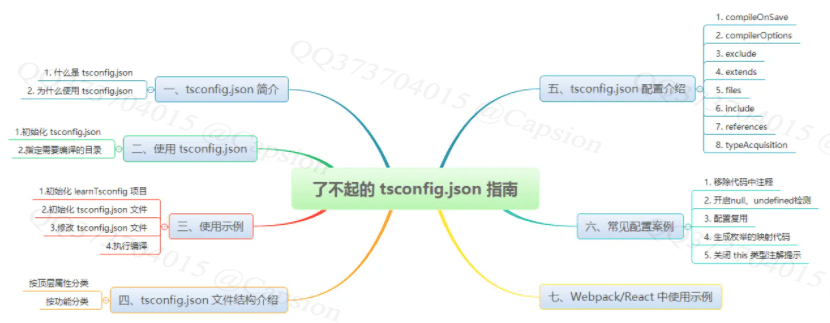 了不起的 tsconfig.json 指南
一、tsconfig.json 简介
1. 什么是 tsconfig.json
2. 为什么使用 tsconfig.json
二、使用 tsconfig.json
1.初始化 tsconfig.json
2.指定需要编译的目录
三、使用示例
1.初始化 learnTsconfig 项目
2.初始化 tsconfig.json 文件
3.修改 tsconfig.json 文件
4.执行编译
四、tsconfig.json 文件结构介绍
按顶层属性分类
按功能分类
五、tsconfig.json 配置介绍
1. compileOnSave
2. compilerOptions
3. exclude
4. extends
5. files
6. include
7. references
8. typeAcquisition
六、常见配置案例
1. 移除代码中注释
2. 开启null、undefined检测
3. 配置复用
4. 生成枚举的映射代码
5. 关闭 this 类型注解提示
七、Webpack/React 中使用示例
QQ373704015 @Capsion
QQ373704015 @Capsion
QQ373704015 @Capsion